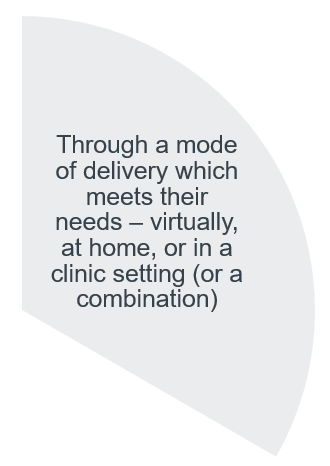 Through a mode
of delivery which
meets their
needs – virtually,
at home, or in a
clinic setting (or a
combination)